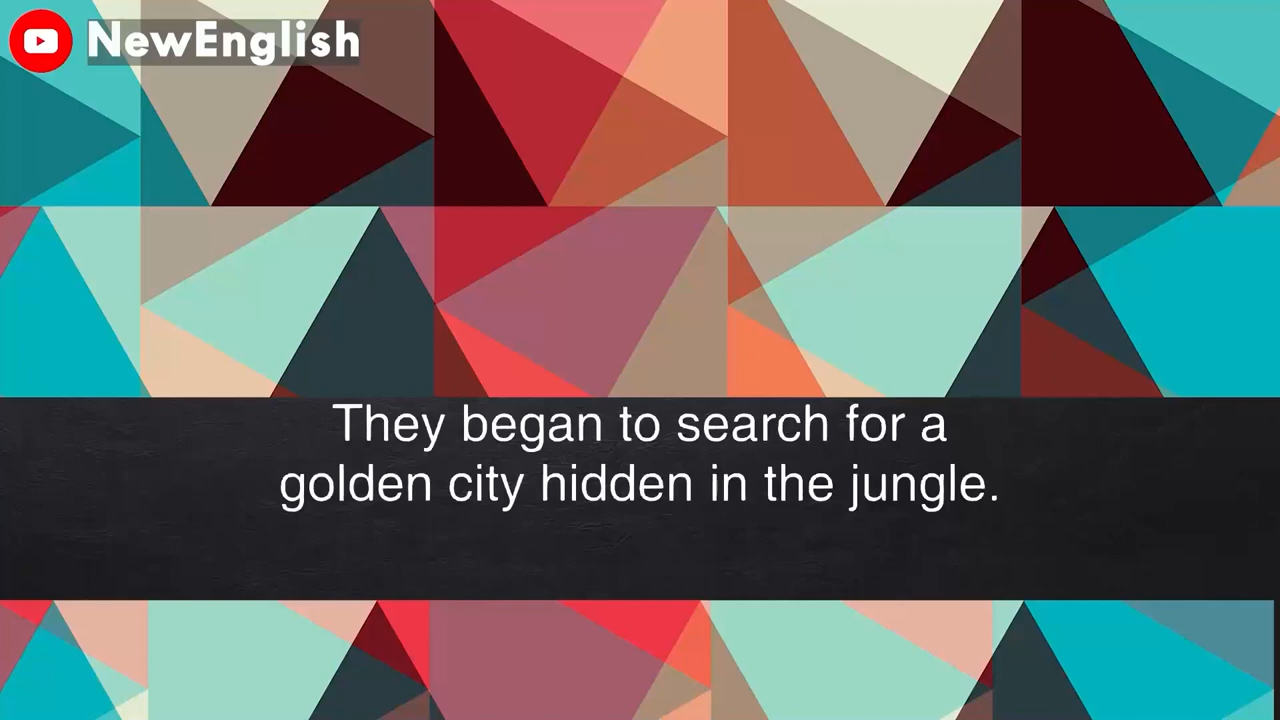 NewEnglish
They began to search for a
golden city hidden in the jungle.